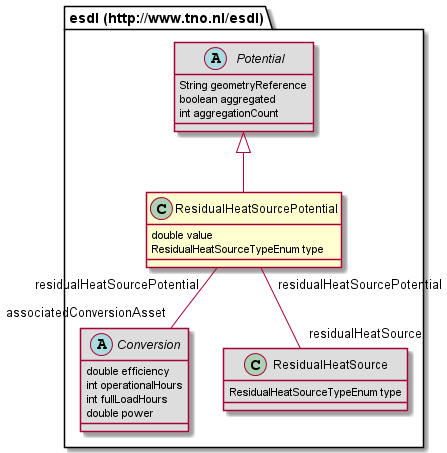 esdl (http://www.tno.nl/esdl)
A Potential
String geometryReference
boolean aggregated
int aggregationCount
C ResidualHeatSourcePotential
double value
ResidualHeatSourceTypeEnum type
residualHeatSourcePotential
residualHeatSourcePotential
associatedConversionAsset
residualHeatSource
A Conversion
double efficiency
int operationalHours
int fullLoadHours
double power
C ResidualHeatSource
ResidualHeatSourceTypeEnum type